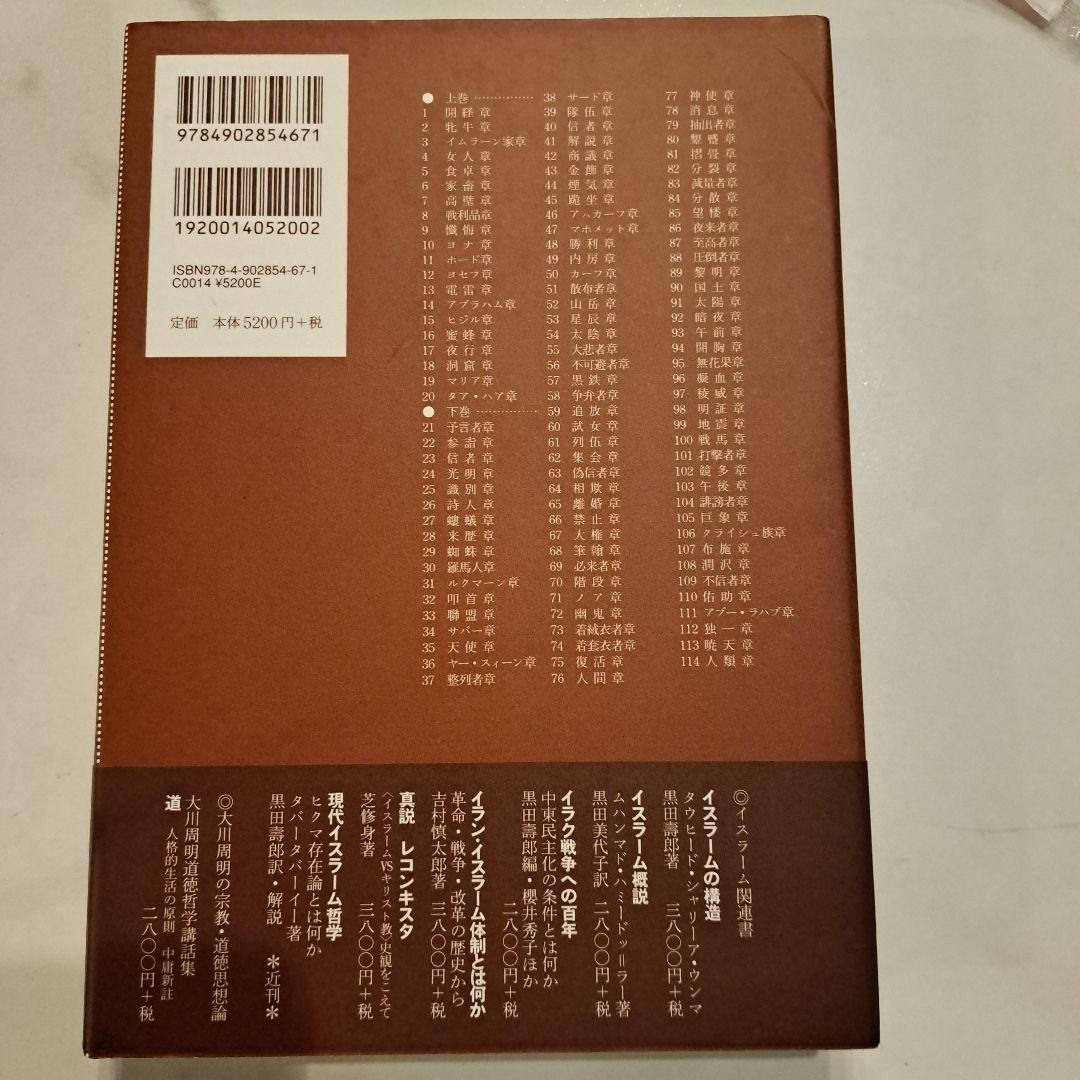 9784902854671
1920014052002
ISBN978-4-902854-67-1
C0014 ¥5200E
定価 本体5200円+税
● 上巻
1 開経章
2 牝牛章
3 イムラーン家章
4 女人章
5 食卓章
6 家畜章
7 高壁章
8 戦利品章
9 懺悔章
10 ヨナ章
11 ホード章
12 ヨセフ章
13 電雷章
14 アブラハム章
15 ヒジル章
16 蜜蜂章
17 夜行章
18 洞窟章
19 マリア章
20 タア・ハア章
● 下巻
21 予言者章
22 参詣章
23 信者章
24 光明章
25 識別章
26 詩人章
27 螻蟻章
28 来歴章
29 蜘蛛章
30 羅馬人章
31 ルクマーン章
32 叩首章
33 聯盟章
34 サバー章
35 天使章
36 ヤー・スィーン章
37 整列者章
38 サード章
39 隊伍章
40 信者章
41 解説章
42 商議章
43 金飾章
44 煙気章
45 跪坐章
46 アハカーフ章
47 マホメット章
48 勝利章
49 内房章
50 カーフ章
51 散布者章
52 山岳章
53 星辰章
54 太陰章
55 大悲者章
56 不可避者章
57 黒鉄章
58 争弁者章
59 追放章
60 試女章
61 列伍章
62 集会章
63 偽信者章
64 相欺章
65 離婚章
66 禁止章
67 大権章
68 筆翰章
69 必来者章
70 階段章
71 ノア章
72 幽鬼章
73 着絨衣者章
74 着套衣者章
75 復活章
76 人間章
77 神使章
78 消息章
79 抽出者章
80 顰蹙章
81 摺畳章
82 分裂章
83 減量者章
84 分散章
85 望楼章
86 夜来者章
87 至高者章
88 圧倒者章
89 黎明章
90 国土章
91 太陽章
92 暗夜章
93 午前章
94 開胸章
95 無花果章
96 凝血章
97 稜威章
98 明証章
99 地震章
100 戦馬章
101 打撃者章
102 競多章
103 午後章
104 誹謗者章
105 巨象章
106 クライシュ族章
107 布施章
108 潤沢章
109 不信者章
110 佑助章
111 アブー・ラハブ章
112 独一章
113 暁天章
114 人類章
◎イスラーム関連書
イスラームの構造
タウヒード・シャリーア・ウンマ
黒田壽郎著 三八〇〇円+税
イスラーム概説
ムハンマド・ハミードゥッ=ラー著
黒田美代子訳 二八〇〇円+税
イラク戦争への百年
中東民主化の条件とは何か
黒田壽郎編・櫻井秀子ほか
二八〇〇円+税
イラン・イスラーム体制とは何か
革命・戦争・改革の歴史から
吉村慎太郎著 三八〇〇円+税
真説 レコンキスタ
〈イスラームVSキリスト教〉史観をこえて
芝修身著 三八〇〇円+税
現代イスラーム哲学
ヒクマ存在論とは何か
タバータバーイー著
黒田壽郎訳・解説 *近刊*
◎大川周明の宗教・道徳思想論
大川周明道徳哲学講話集
道 人格的生活の原則 中庸新註
二八〇〇円+税